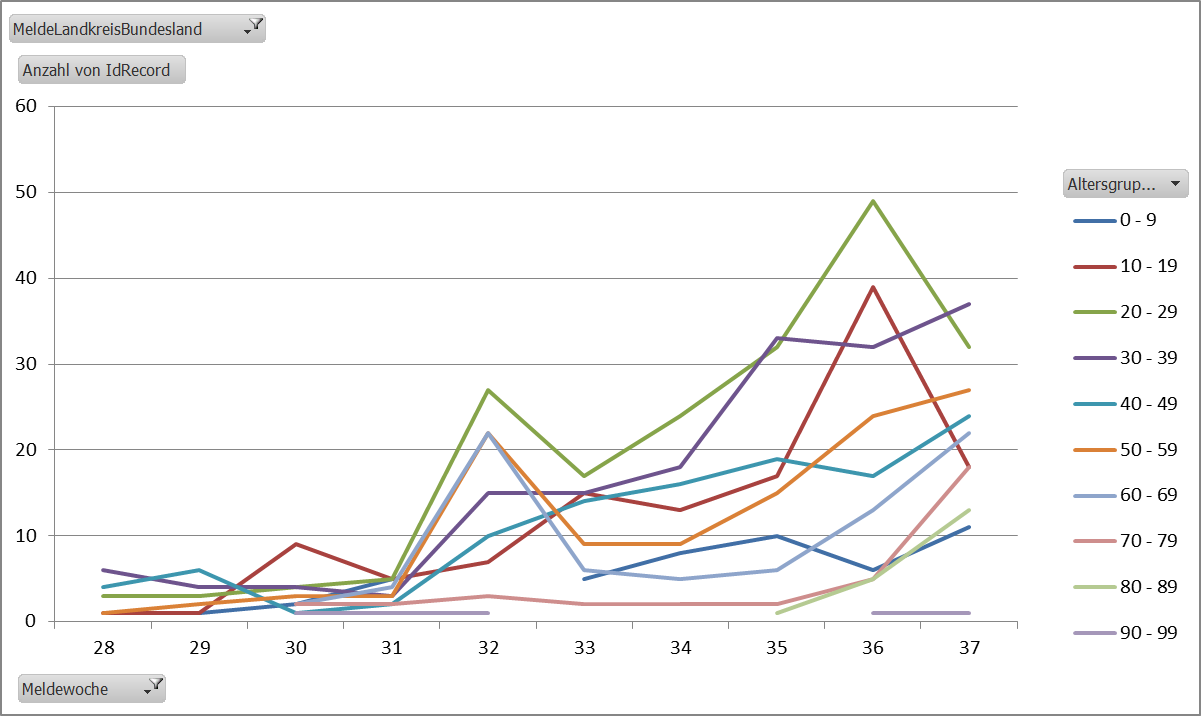 MeldeLandkreisBundesland
Anzahl von IdRecord
60
50
40
30
20
10
0
28 29 30 31 32 33 34 35 36 37
Meldewoche
Altersgrup...
0 - 9
10 - 19
20 - 29
30 - 39
40 - 49
50 - 59
60 - 69
70 - 79
80 - 89
90 - 99